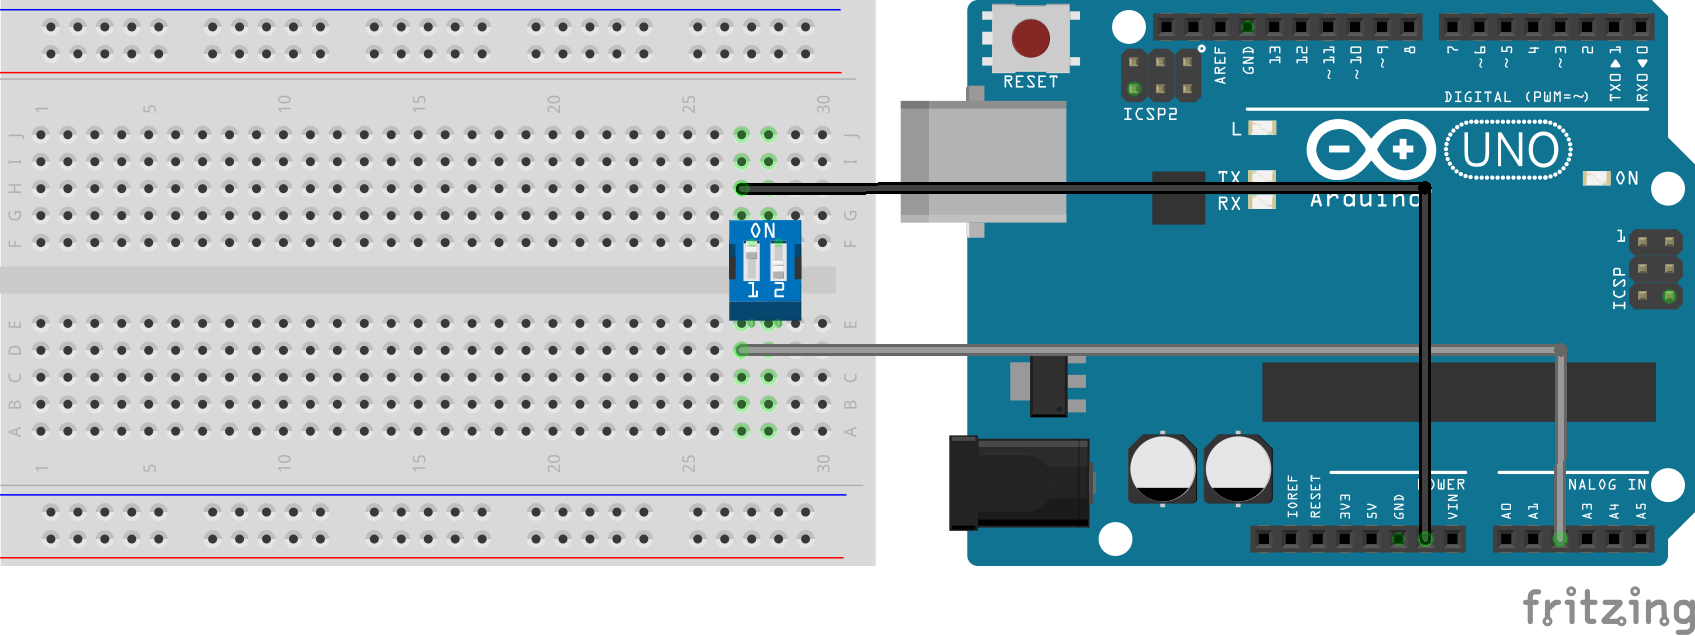 1 5 10 15 20 25 30
J J
I I
H
G G
F F
E E
D
C C
B B
A A
1 5 10 15 20 25 30
ON
1 2
RESET
ICSP2
AREF
GND
13
12
~11
~10
~9
8
7
~6
~5
4
~3
2
TX0▶1
RX0◀0
DIGITAL (PWM=~)
L
TX
RX
UNO
Arduino
ON
1
ICSP
POWER
ANALOG IN
IOREF
RESET
3V3
5V
GND
VIN
A0
A1
A3
A4
A5
fritzing